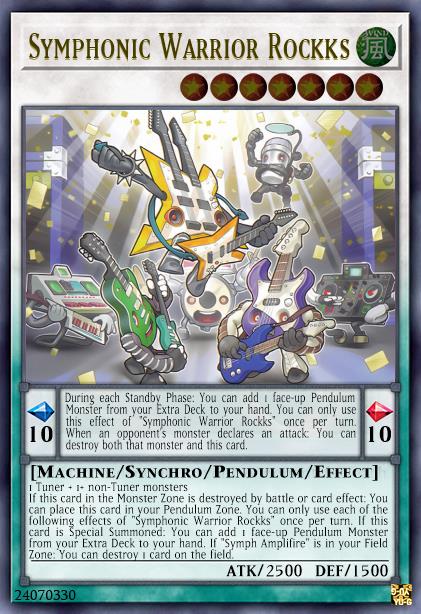 SYMPHONIC WARRIOR ROCKKS
WIND
風
During each Standby Phase: You can add 1 face-up Pendulum
Monster from your Extra Deck to your hand. You can only use
this effect of "Symphonic Warrior Rockks" once per turn.
When an opponent's monster declares an attack: You can
destroy both that monster and this card.
10
10
[MACHINE/SYNCHRO/PENDULUM/EFFECT]
1 Tuner + 1+ non-Tuner monsters
If this card in the Monster Zone is destroyed by battle or card effect: You
can place this card in your Pendulum Zone. You can only use each of the
following effects of "Symphonic Warrior Rockks" once per turn. If this
card is Special Summoned: You can add 1 face-up Pendulum Monster
from your Extra Deck to your hand. If "Symph Amplifire" is in your Field
Zone: You can destroy 1 card on the field.
ATK/2500 DEF/1500
24070330